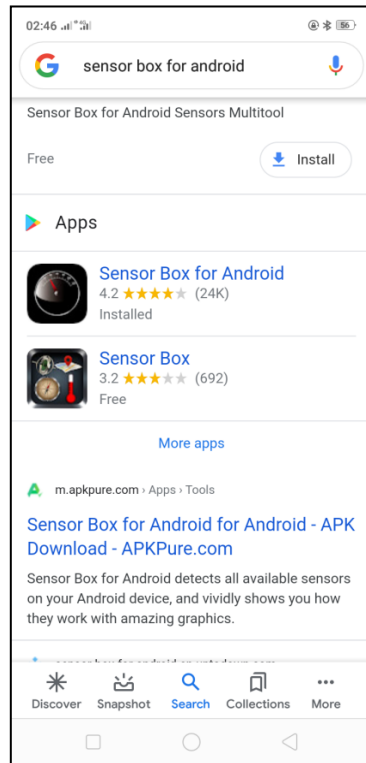 02:46 4G 56
sensor box for android
Sensor Box for Android Sensors Multitool
Free Install
Apps
Sensor Box for Android
4.2 (24K)
Installed
Sensor Box
3.2 (692)
Free
More apps
m.apkpure.com › Apps › Tools
Sensor Box for Android for Android - APK
Download - APKPure.com
Sensor Box for Android detects all available sensors
on your Android device, and vividly shows you how
they work with amazing graphics.
Discover Snapshot Search Collections More